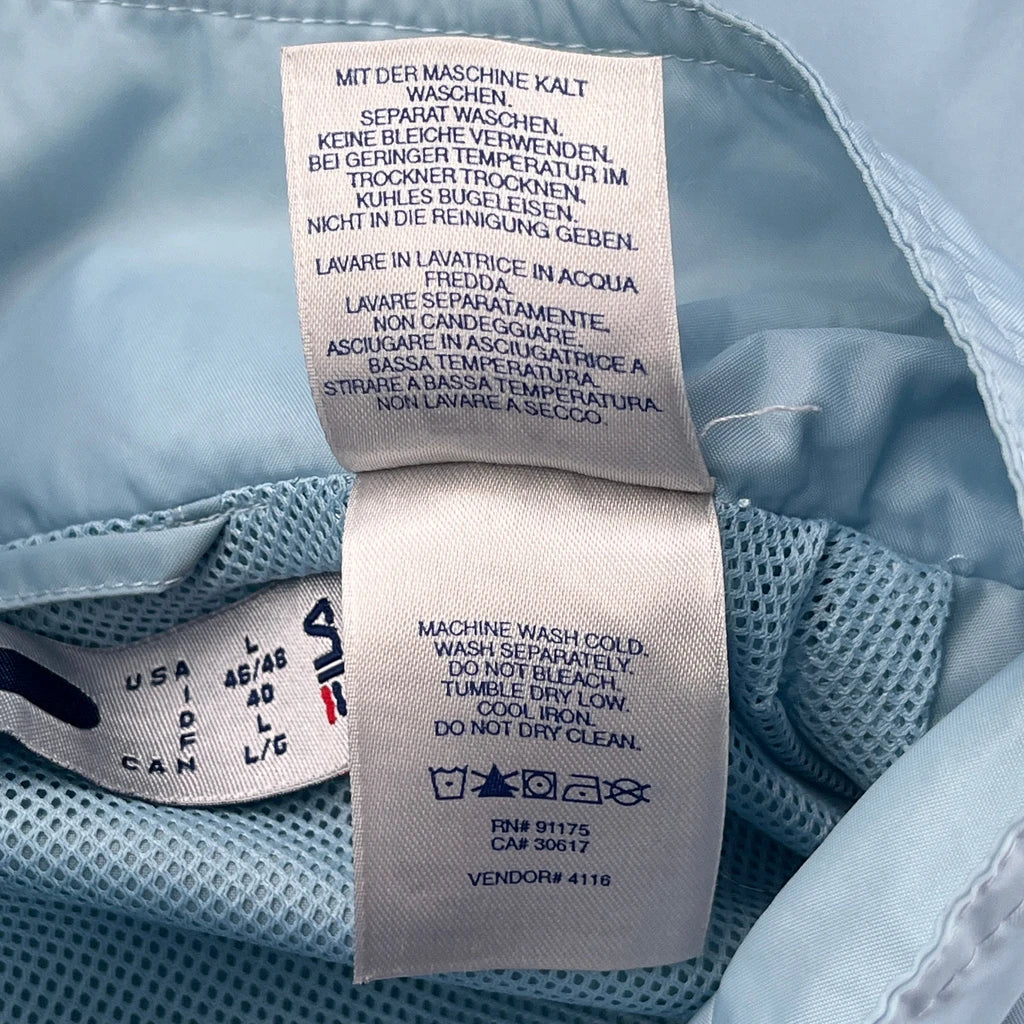 MIT DER MASCHINE KALT
WASCHEN.
SEPARAT WASCHEN.
KEINE BLEICHE VERWENDEN.
BEI GERINGER TEMPERATUR IM
TROCKNER TROCKNEN.
KUHLES BUGELEISEN.
NICHT IN DIE REINIGUNG GEBEN.
LAVARE IN LAVATRICE IN ACQUA
FREDDA.
LAVARE SEPARATAMENTE.
NON CANDEGGIARE.
ASCIUGARE IN ASCIUGATRICE A
BASSA TEMPERATURA.
STIRARE A BASSA TEMPERATURA.
NON LAVARE A SECCO.
USA L
I 46/48
D 40
F L
CAN L/G
FILA
MACHINE WASH COLD.
WASH SEPARATELY.
DO NOT BLEACH.
TUMBLE DRY LOW.
COOL IRON.
DO NOT DRY CLEAN.
RN# 91175
CA# 30617
VENDOR# 4116